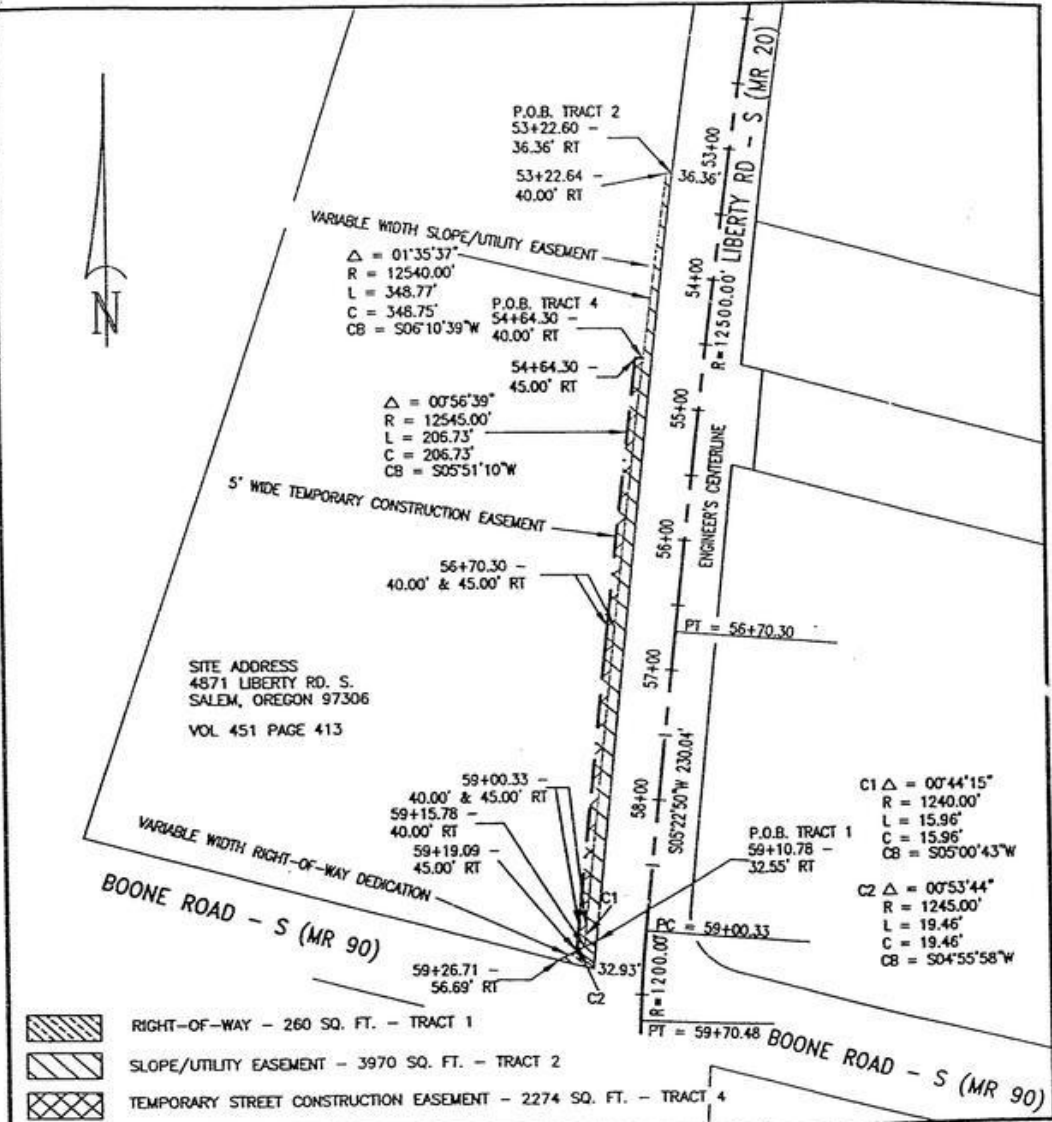 P.O.B. TRACT 2
53+22.60 -
36.36' RT
53+22.64 -
40.00' RT
36.36'
53+00
LIBERTY RD - S (MR 20)
VARIABLE WIDTH SLOPE/UTILITY EASEMENT
△ = 01°35'37"
R = 12540.00'
L = 348.77'
C = 348.75'
CB = S06°10'39"W
P.O.B. TRACT 4
54+64.30 -
40.00' RT
54+64.30 -
45.00' RT
54+00
R=12500.00'
N
△ = 00°56'39"
R = 12545.00'
L = 206.73'
C = 206.73'
CB = S05°51'10"W
55+00
ENGINEER'S CENTERLINE
5' WIDE TEMPORARY CONSTRUCTION EASEMENT
56+00
56+70.30 -
40.00' & 45.00' RT
PT = 56+70.30
57+00
SITE ADDRESS
4871 LIBERTY RD. S.
SALEM, OREGON 97306
VOL 451 PAGE 413
S05°22'50"W 230.04'
58+00
59+00.33 -
40.00' & 45.00' RT
59+15.78 -
40.00' RT
59+19.09 -
45.00' RT
P.O.B. TRACT 1
59+10.78 -
32.55' RT
C1 △ = 00°44'15"
R = 1240.00'
L = 15.96'
C = 15.96'
CB = S05°00'43"W
C2 △ = 00°53'44"
R = 1245.00'
L = 19.46'
C = 19.46'
CB = S04°55'58"W
VARIABLE WIDTH RIGHT-OF-WAY DEDICATION
BOONE ROAD - S (MR 90)
C1
PC = 59+00.33
32.93'
59+26.71 -
56.69' RT
C2
R=1200.00'
PT = 59+70.48
BOONE ROAD - S (MR 90)
RIGHT-OF-WAY - 260 SQ. FT. - TRACT 1
SLOPE/UTILITY EASEMENT - 3970 SQ. FT. - TRACT 2
TEMPORARY STREET CONSTRUCTION EASEMENT - 2274 SQ. FT. - TRACT 4